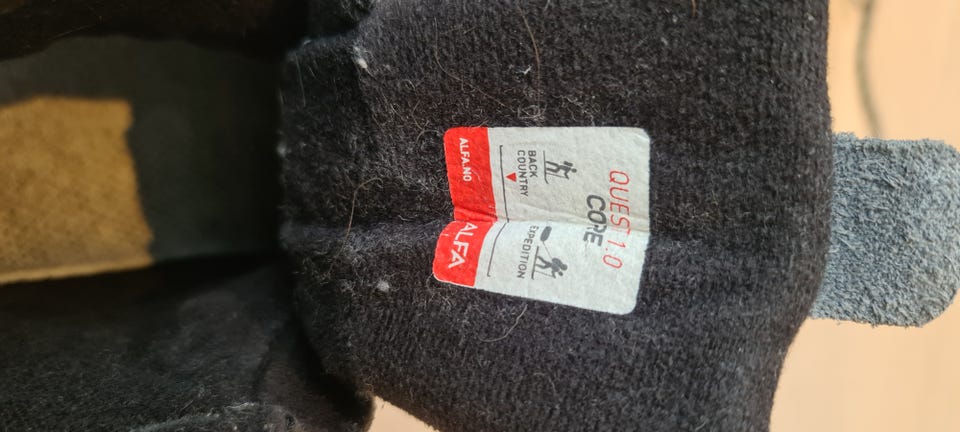 QUEST 1.0
CORE
BACK
COUNTRY
EXPEDITION
ALFA.NO
ALFA